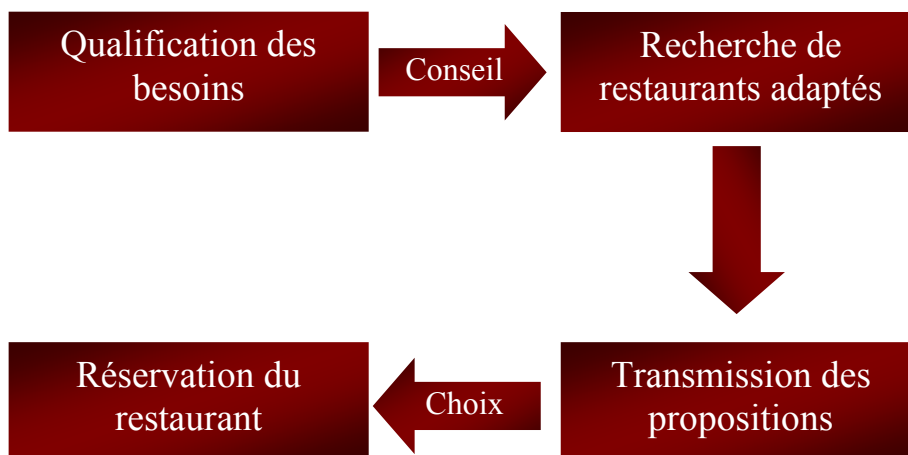 Qualification des
besoins
Conseil
Recherche de
restaurants adaptés
Transmission des
propositions
Choix
Réservation du
restaurant